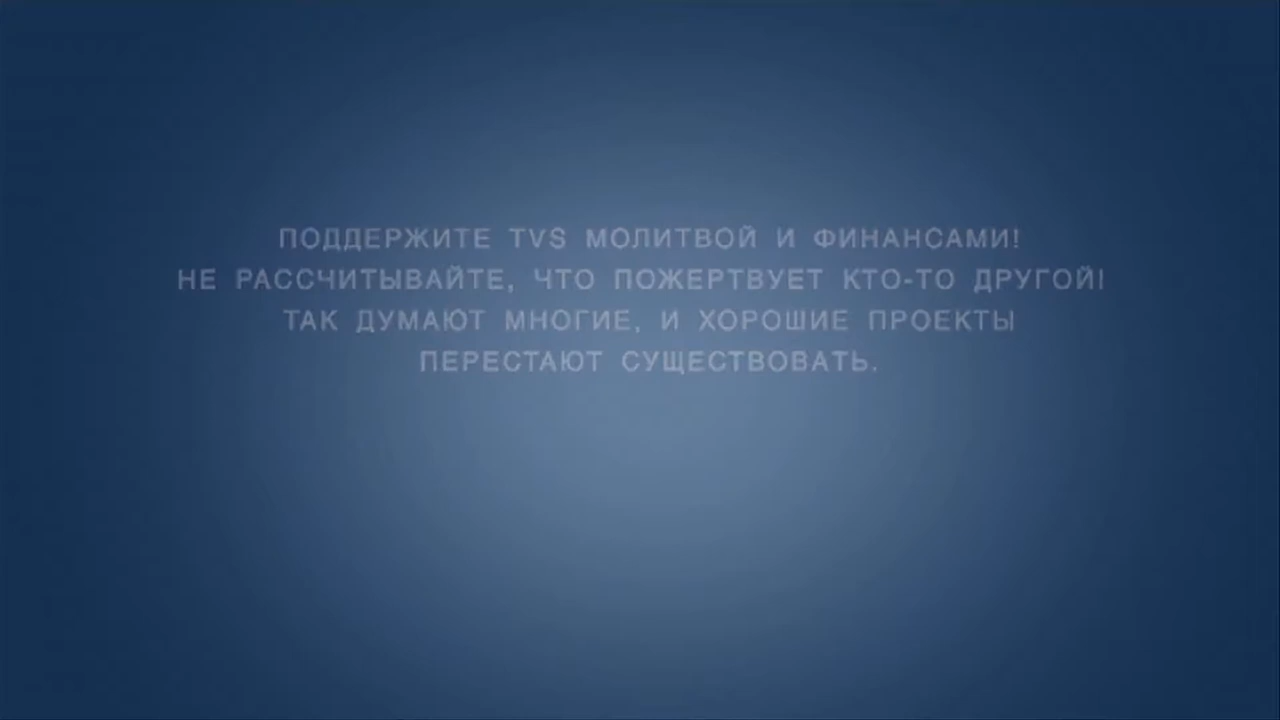 ПОДДЕРЖИТЕ TVS МОЛИТВОЙ И ФИНАНСАМИ!
НЕ РАССЧИТЫВАЙТЕ, ЧТО ПОЖЕРТВУЕТ КТО-ТО ДРУГОЙ!
ТАК ДУМАЮТ МНОГИЕ, И ХОРОШИЕ ПРОЕКТЫ
ПЕРЕСТАЮТ СУЩЕСТВОВАТЬ.